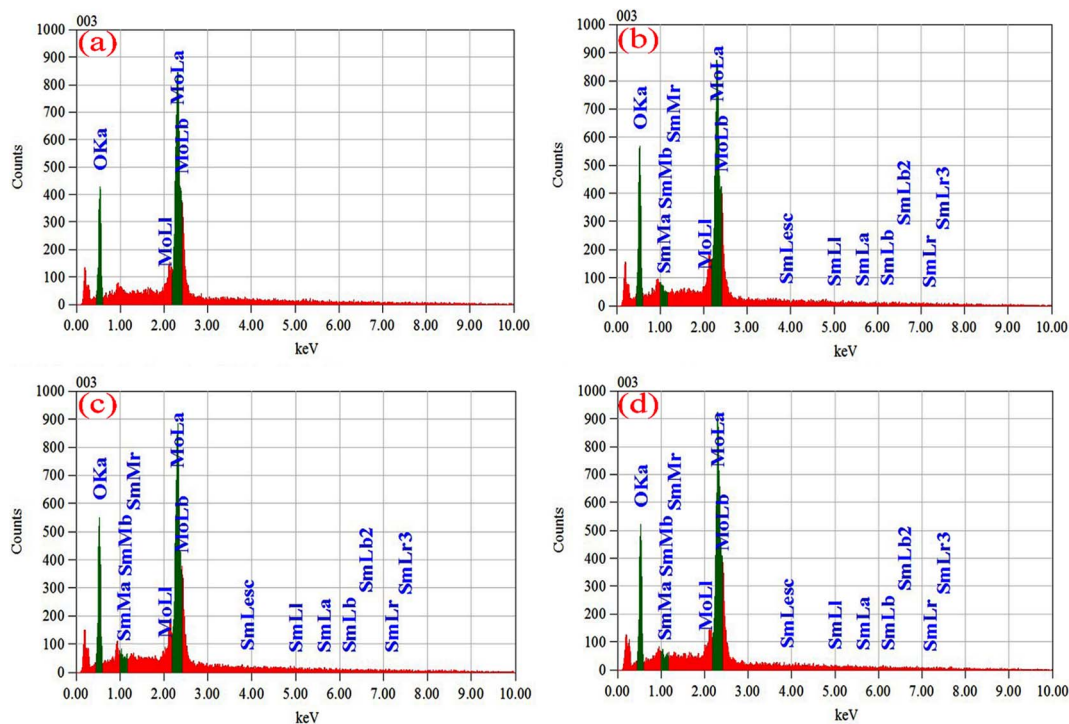 003
(a)
1000
900
800
700
600
500
400
300
200
100
0
Counts
OKa
MoLl
MoLa
MoLb
0.00 1.00 2.00 3.00 4.00 5.00 6.00 7.00 8.00 9.00 10.00
keV
003
(b)
1000
900
800
700
600
500
400
300
200
100
0
Counts
OKa
SmMa
SmMb
SmMr
MoLl
MoLa
MoLb
SmLesc
SmLl
SmLa
SmLb
SmLb2
SmLr
SmLr3
0.00 1.00 2.00 3.00 4.00 5.00 6.00 7.00 8.00 9.00 10.00
keV
003
(c)
1000
900
800
700
600
500
400
300
200
100
0
Counts
OKa
SmMa
SmMb
SmMr
MoLl
MoLa
MoLb
SmLesc
SmLl
SmLa
SmLb
SmLb2
SmLr
SmLr3
0.00 1.00 2.00 3.00 4.00 5.00 6.00 7.00 8.00 9.00 10.00
keV
003
(d)
1000
900
800
700
600
500
400
300
200
100
0
Counts
OKa
SmMa
SmMb
SmMr
MoLl
MoLa
MoLb
SmLesc
SmLl
SmLa
SmLb
SmLb2
SmLr
SmLr3
0.00 1.00 2.00 3.00 4.00 5.00 6.00 7.00 8.00 9.00 10.00
keV